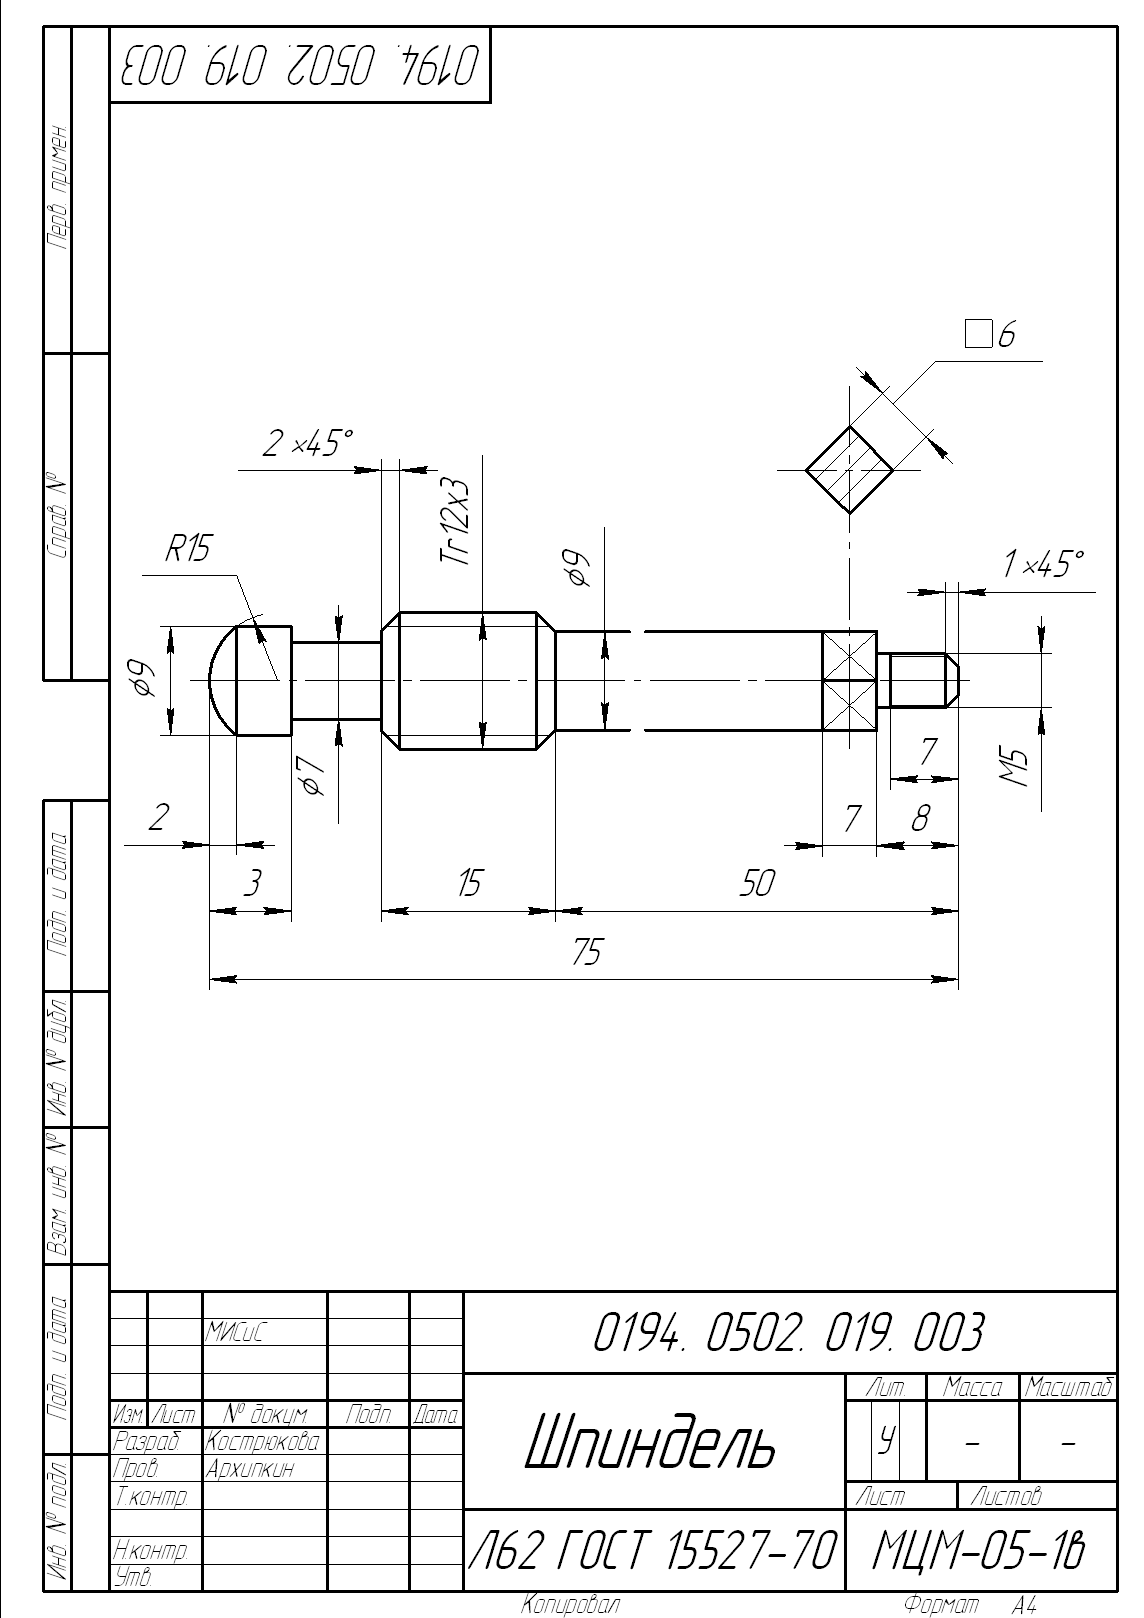 0194. 0502. 019. 003
Перв. примен.
Справ. №
Подп. и дата
Инв. № дубл.
Взам. инв. №
Подп. и дата
Инв. № подл.
□6
2×45°
R15
Tr12x3
⌀9
1×45°
⌀9
⌀7
M5
7
2
7
8
3
15
50
75
0194. 0502. 019. 003
МИСиС
Лит. Масса Масштаб
Изм. Лист № докум. Подп. Дата
Разраб. Кострюкова
Шпиндель
У - -
Пров. Архипкин
Т.контр.
Лист Листов
Н.контр.
Утв.
Л62 ГОСТ 15527-70
МЦМ-05-1в
Копировал
Формат А4